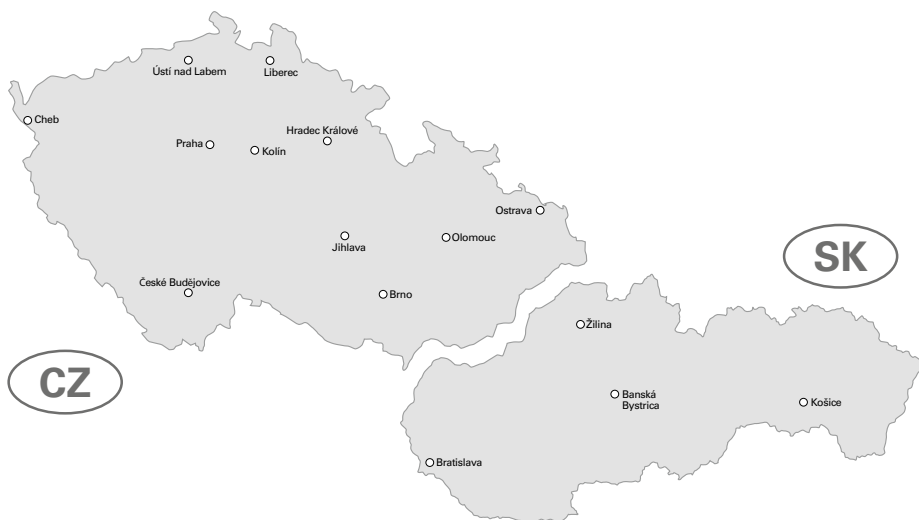 Ústí nad Labem
Liberec
Cheb
Hradec Králové
Praha
Kolín
Ostrava
Jihlava
Olomouc
SK
České Budějovice
Brno
Žilina
CZ
Banská
Bystrica
Košice
Bratislava